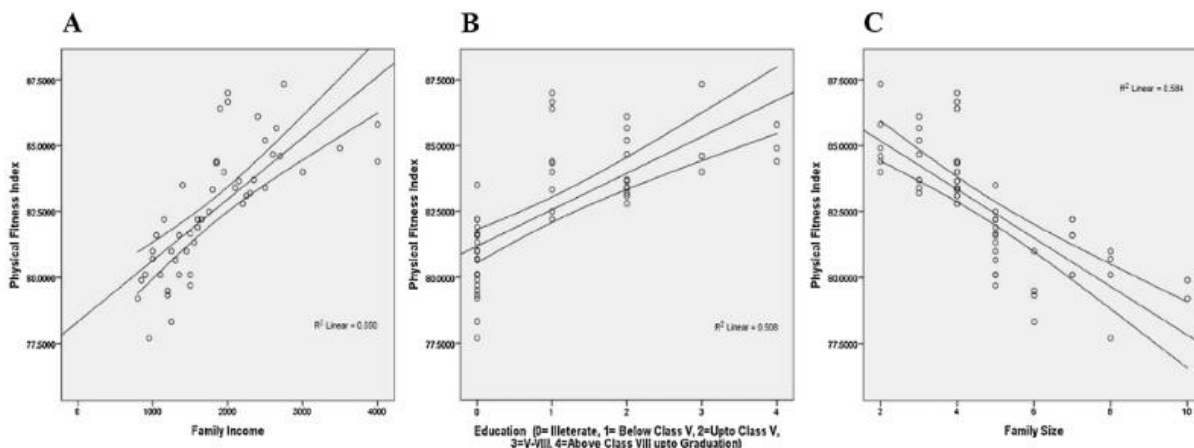 A
87.5000
85.0000
82.5000
80.0000
77.5000
Physical Fitness Index
R² Linear =
0
1000
2000
3000
4000
Family Income
B
87.5000
85.0000
82.5000
80.0000
77.5000
Physical Fitness Index
R² Linear = 0.508
0
1
2
3
4
Education (0= Illeterate, 1= Below Class V, 2=Upto Class V,
3=V-VIII, 4=Above Class VIII upto Graduation)
C
87.5000
85.0000
82.5000
80.0000
77.5000
Physical Fitness Index
R² Linear = 0.584
2
4
6
8
10
Family Size